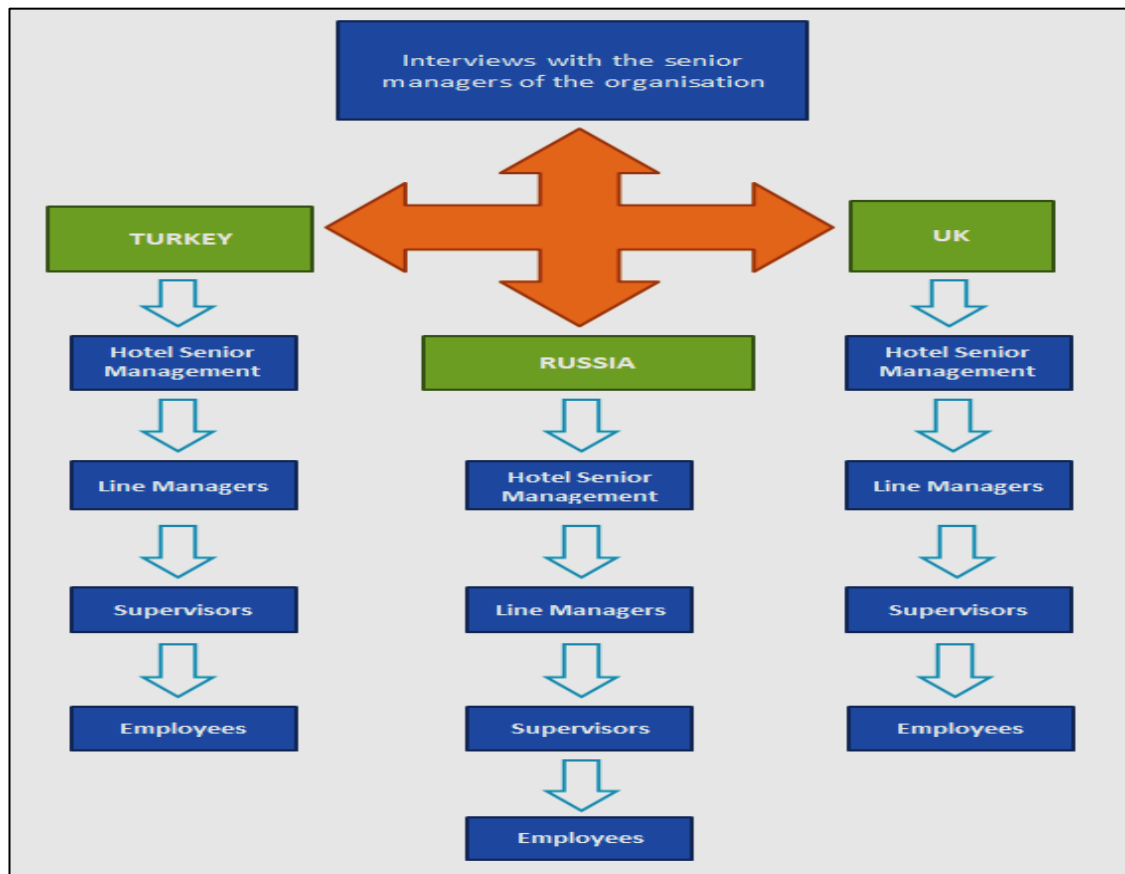 Interviews with the senior
managers of the organisation
TURKEY
UK
RUSSIA
Hotel Senior
Management
Line Managers
Supervisors
Employees
Hotel Senior
Management
Line Managers
Supervisors
Employees
Hotel Senior
Management
Line Managers
Supervisors
Employees